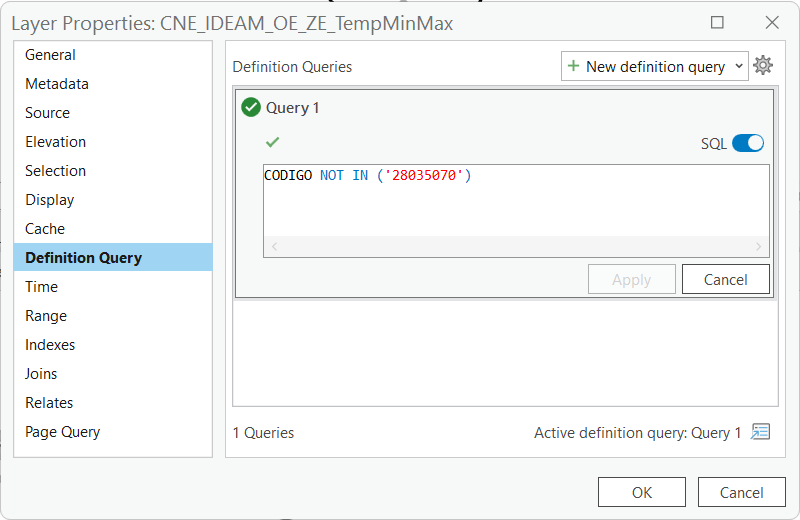 Layer Properties: CNE_IDEAM_OE_ZE_TempMinMax
General
Metadata
Source
Elevation
Selection
Display
Cache
Definition Query
Time
Range
Indexes
Joins
Relates
Page Query
Definition Queries
New definition query
Query 1
SQL
CODIGO NOT IN ('28035070')
Apply
Cancel
1 Queries
Active definition query: Query 1
OK
Cancel